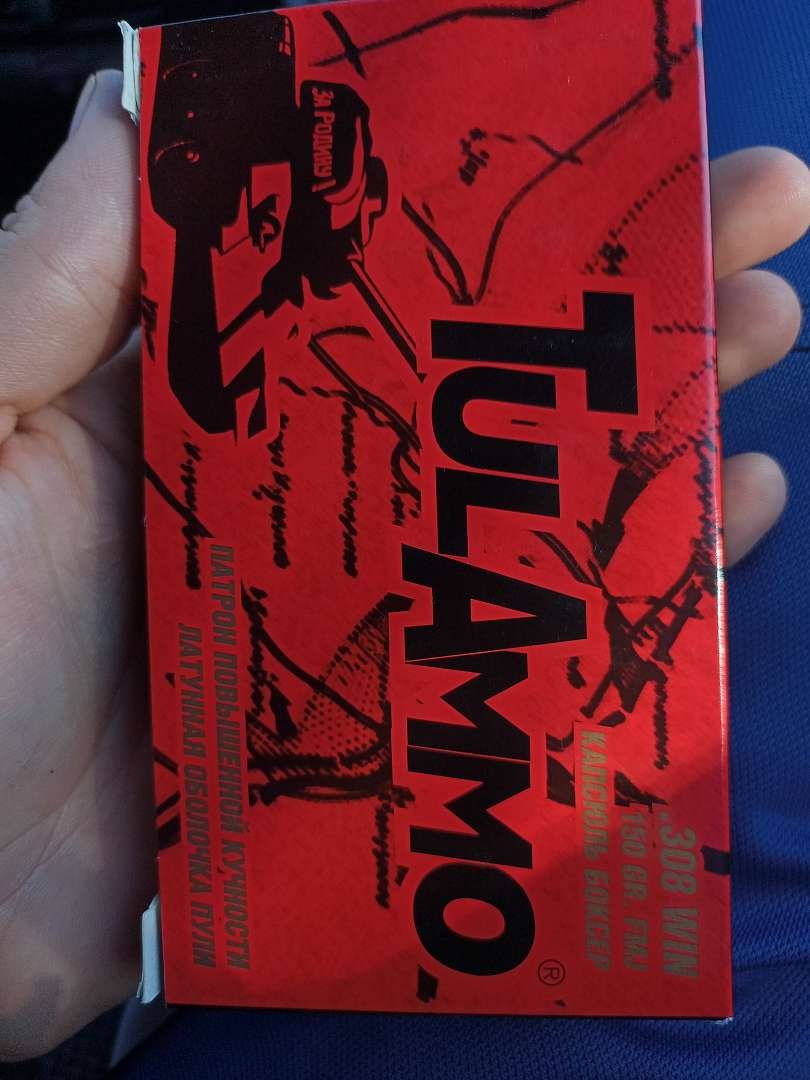 ЗА РОДИНУ!
TULAMMO®
.308 WIN
150 GR. FMJ
КАПСЮЛЬ БОКСЕР
ПАТРОН ПОВЫШЕННОЙ КУЧНОСТИ
ЛАТУННАЯ ОБОЛОЧКА ПУЛИ